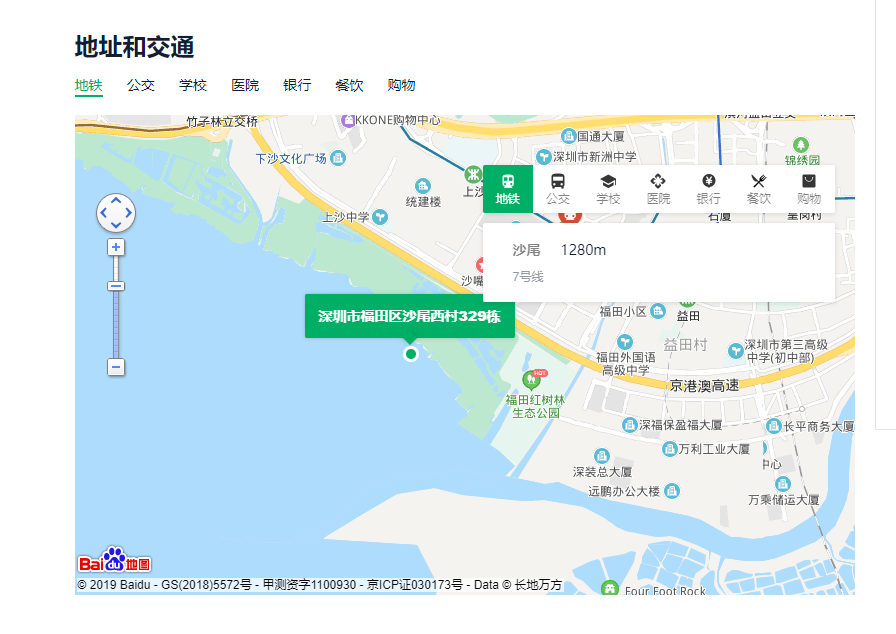 地址和交通
地铁 公交 学校 医院 银行 餐饮 购物
竹子林立交桥
KKONE购物中心
国通大厦
下沙文化广场
深圳市新洲中学
锦绣园
统建楼
上沙
上沙中学
地铁 公交 学校 医院 银行 餐饮 购物
石厦
皇岗村
沙尾 1280m
7号线
沙嘴
深圳市福田区沙尾西村329栋
福田小区
益田
益田村
深圳市第三高级
中学(初中部)
福田外国语
高级中学
京港澳高速
HOT
福田红树林
生态公园
深福保盈福大厦
长平商务大厦
万利工业大厦
中心
深装总大厦
远鹏办公大楼
万乘储运大厦
Bai du 地图
© 2019 Baidu - GS(2018)5572号 - 甲测资字1100930 - 京ICP证030173号 - Data © 长地万方
Four Foot Rock